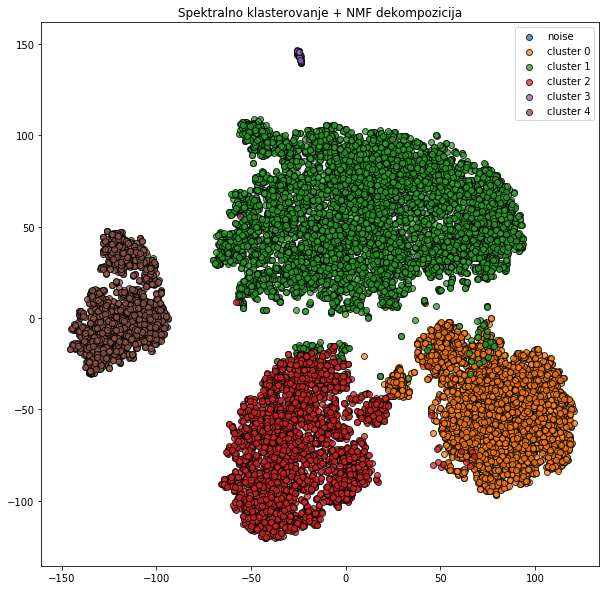 Spektralno klasterovanje + NMF dekompozicija
noise
cluster 0
cluster 1
cluster 2
cluster 3
cluster 4
150
100
50
0
−50
−100
−150
−100
−50
0
50
100